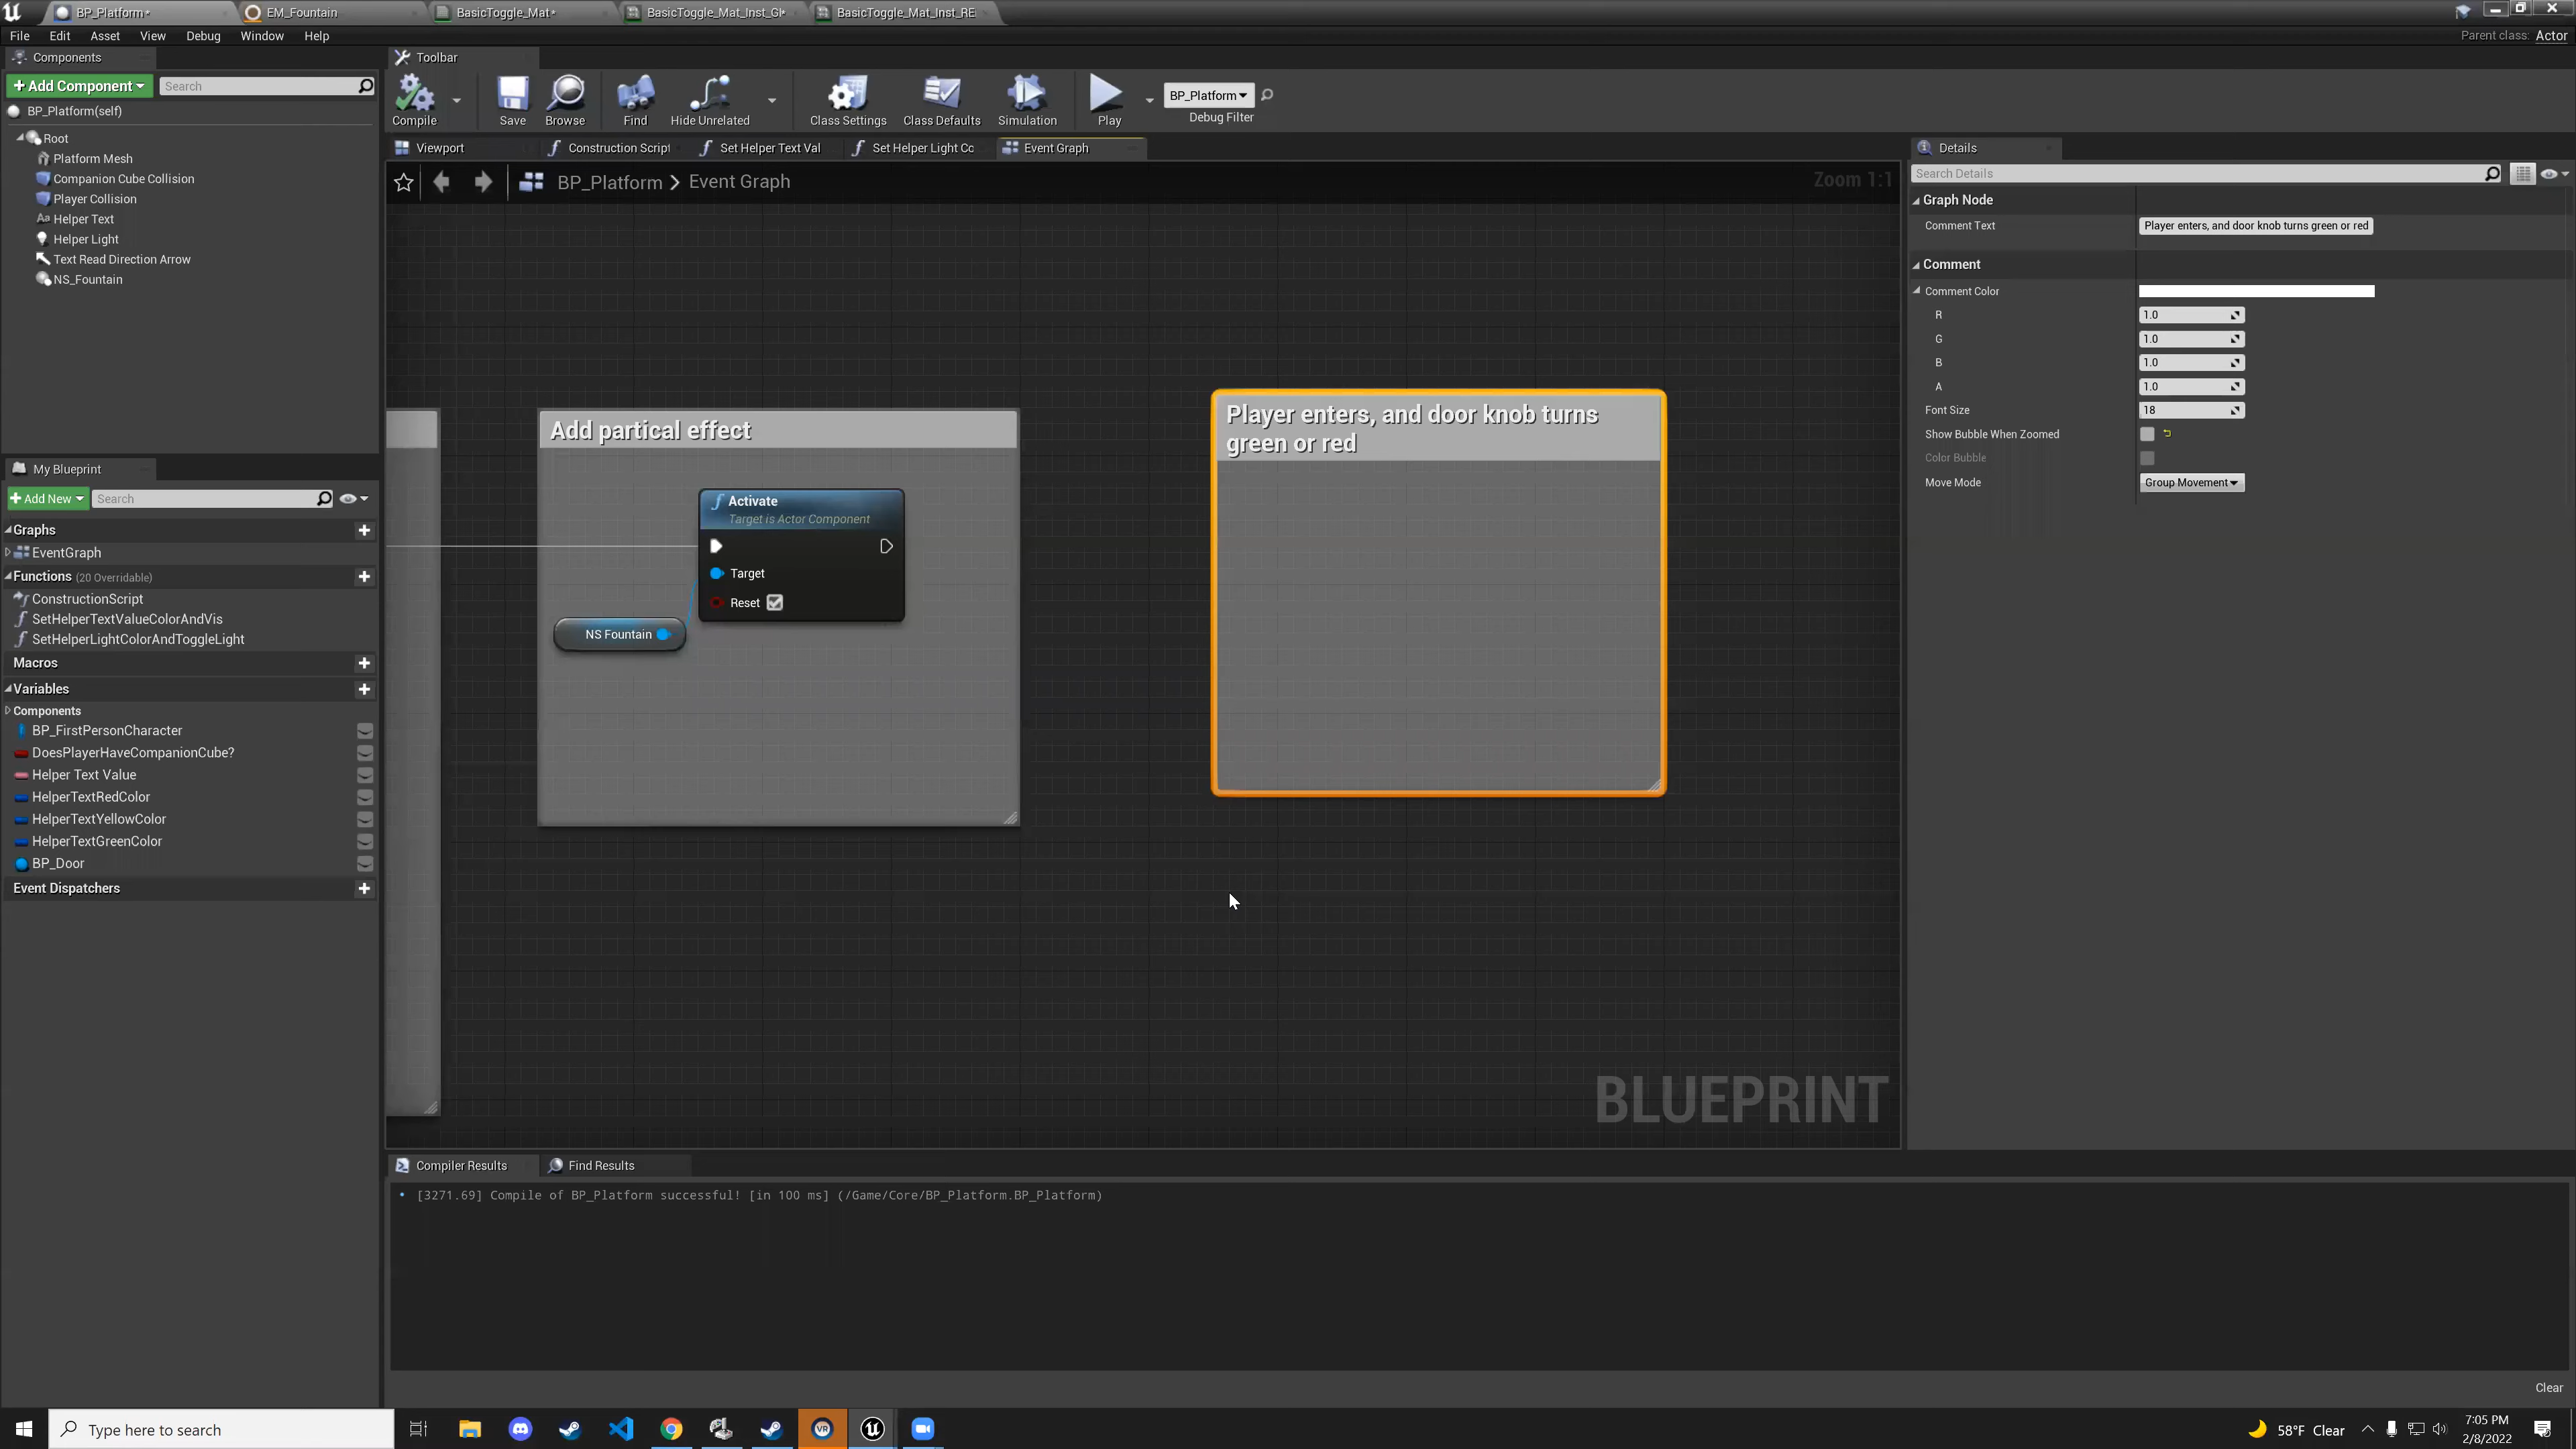 BP_Platform*
EM_Fountain
BasicToggle_Mat*
BasicToggle_Mat_Inst_G*
BasicToggle_Mat_Inst_RE
File Edit Asset View Debug Window Help
Parent class: Actor
Components
Toolbar
+ Add Component
Search
BP_Platform(self)
Root
Platform Mesh
Companion Cube Collision
Player Collision
Helper Text
Helper Light
Text Read Direction Arrow
NS_Fountain
Compile
Save
Browse
Find
Hide Unrelated
Class Settings
Class Defaults
Simulation
Play
BP_Platform
Debug Filter
Viewport
Construction Script
Set Helper Text Val
Set Helper Light Cc
Event Graph
BP_Platform > Event Graph
Zoom 1:1
Add partical effect
Activate
Target is Actor Component
Target
Reset
NS Fountain
Player enters, and door knob turns
green or red
BLUEPRINT
My Blueprint
+ Add New
Search
Graphs
EventGraph
Functions (20 Overridable)
ConstructionScript
SetHelperTextValueColorAndVis
SetHelperLightColorAndToggleLight
Macros
Variables
Components
BP_FirstPersonCharacter
DoesPlayerHaveCompanionCube?
Helper Text Value
HelperTextRedColor
HelperTextYellowColor
HelperTextGreenColor
BP_Door
Event Dispatchers
Details
Search Details
Graph Node
Comment Text
Player enters, and door knob turns green or red
Comment
Comment Color
R 1.0
G 1.0
B 1.0
A 1.0
Font Size 18
Show Bubble When Zoomed
Color Bubble
Move Mode Group Movement
Compiler Results
Find Results
[3271.69] Compile of BP_Platform successful! [in 100 ms] (/Game/Core/BP_Platform.BP_Platform)
Clear
Type here to search
VR
58°F Clear
7:05 PM
2/8/2022